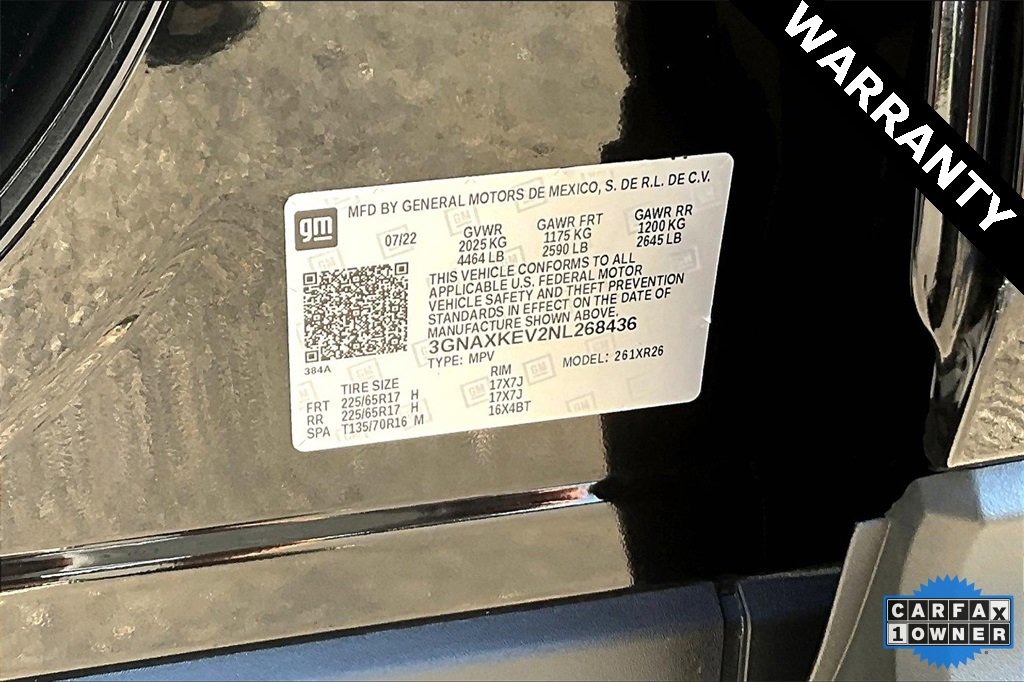 WARRANTY
gm
MFD BY GENERAL MOTORS DE MEXICO, S. DE R.L. DE C.V.
07/22 GVWR GAWR FRT GAWR RR
2025 KG 1175 KG 1200 KG
4464 LB 2590 LB 2645 LB
THIS VEHICLE CONFORMS TO ALL
APPLICABLE U.S. FEDERAL MOTOR
VEHICLE SAFETY AND THEFT PREVENTION
STANDARDS IN EFFECT ON THE DATE OF
MANUFACTURE SHOWN ABOVE.
3GNAXKEV2NL268436
TYPE: MPV MODEL: 261XR26
384A
TIRE SIZE RIM
FRT 225/65R17 H 17X7J
RR 225/65R17 H 17X7J
SPA T135/70R16 M 16X4BT
CARFAX
1 OWNER